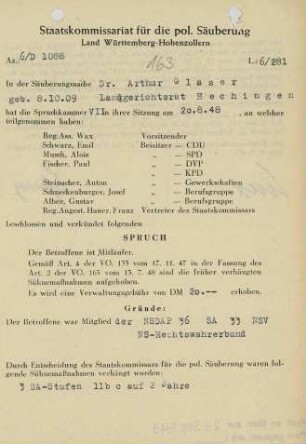 Staatskommissariat für die pol. Säuberung
Land Württemberg-Hohenzollern
Az. 6/D 1088
163
L: 6/281
In der Säuberungssache Dr. Arthur Glaser
geb. 8.10.09 Landgerichtsrat Hechingen
hat die Spruchkammer VII in ihrer Sitzung am 20.8.48, an welcher
teilgenommen haben:
Reg.Ass. Wax Vorsitzender
Schwarz, Emil Beisitzer — CDU
Musch, Alois „ — SPD
Fischer, Paul „ — DVP
„ — KPD
Steinacher, Anton „ — Gewerkschaften
Schneckenburger, Josef „ — Berufsgruppe
Alber, Gustav „ — Berufsgruppe
Reg.Angest. Hauer, Franz Vertreter des Staatskommissars
beschlossen und verkündet folgenden
SPRUCH
Der Betroffene ist Mitläufer.
Gemäß Art. 4 der VO. 133 vom 17. 11. 47 in der Fassung des
Art. 2 der VO. 165 vom 13. 7. 48 sind die früher verhängten
Sühnemaßnahmen aufgehoben.
Es wird eine Verwaltungsgebühr von DM 20.-- erhoben.
Gründe:
Der Betroffene war Mitglied der NSDAP 36 SA 33 NSV
NS-Rechtswahrerbund
Durch Entscheidung des Staatskommissars für die pol. Säuberung waren fol-
gende Sühnemaßnahmen verhängt worden:
3 BA-Stufen 11b c auf 2 Jahre